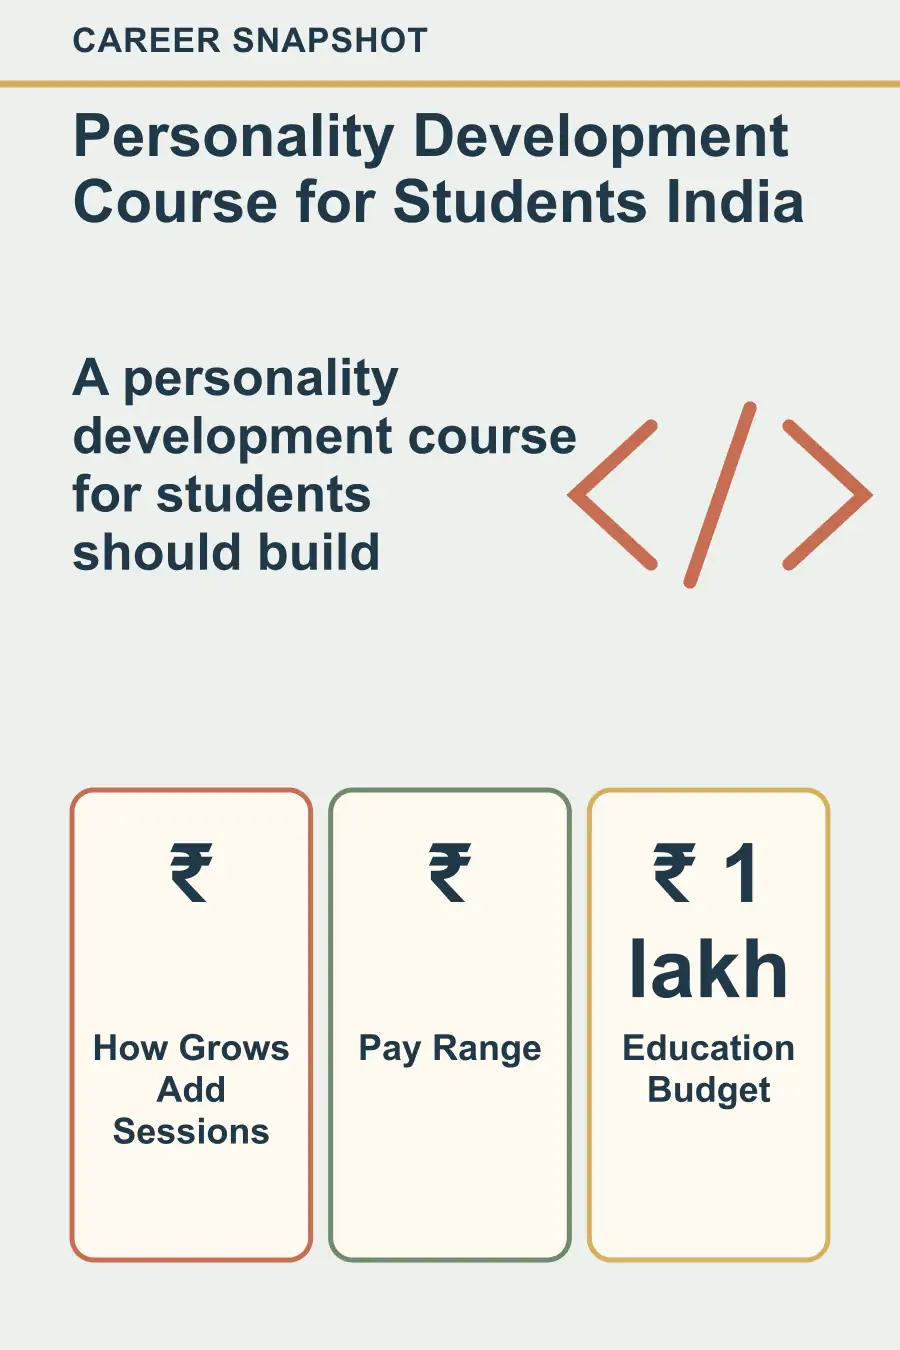 CAREER SNAPSHOT
Personality Development
Course for Students India
A personality
development course
for students
should build
</>
₹
How Grows
Add
Sessions
₹
Pay Range
₹ 1
lakh
Education
Budget